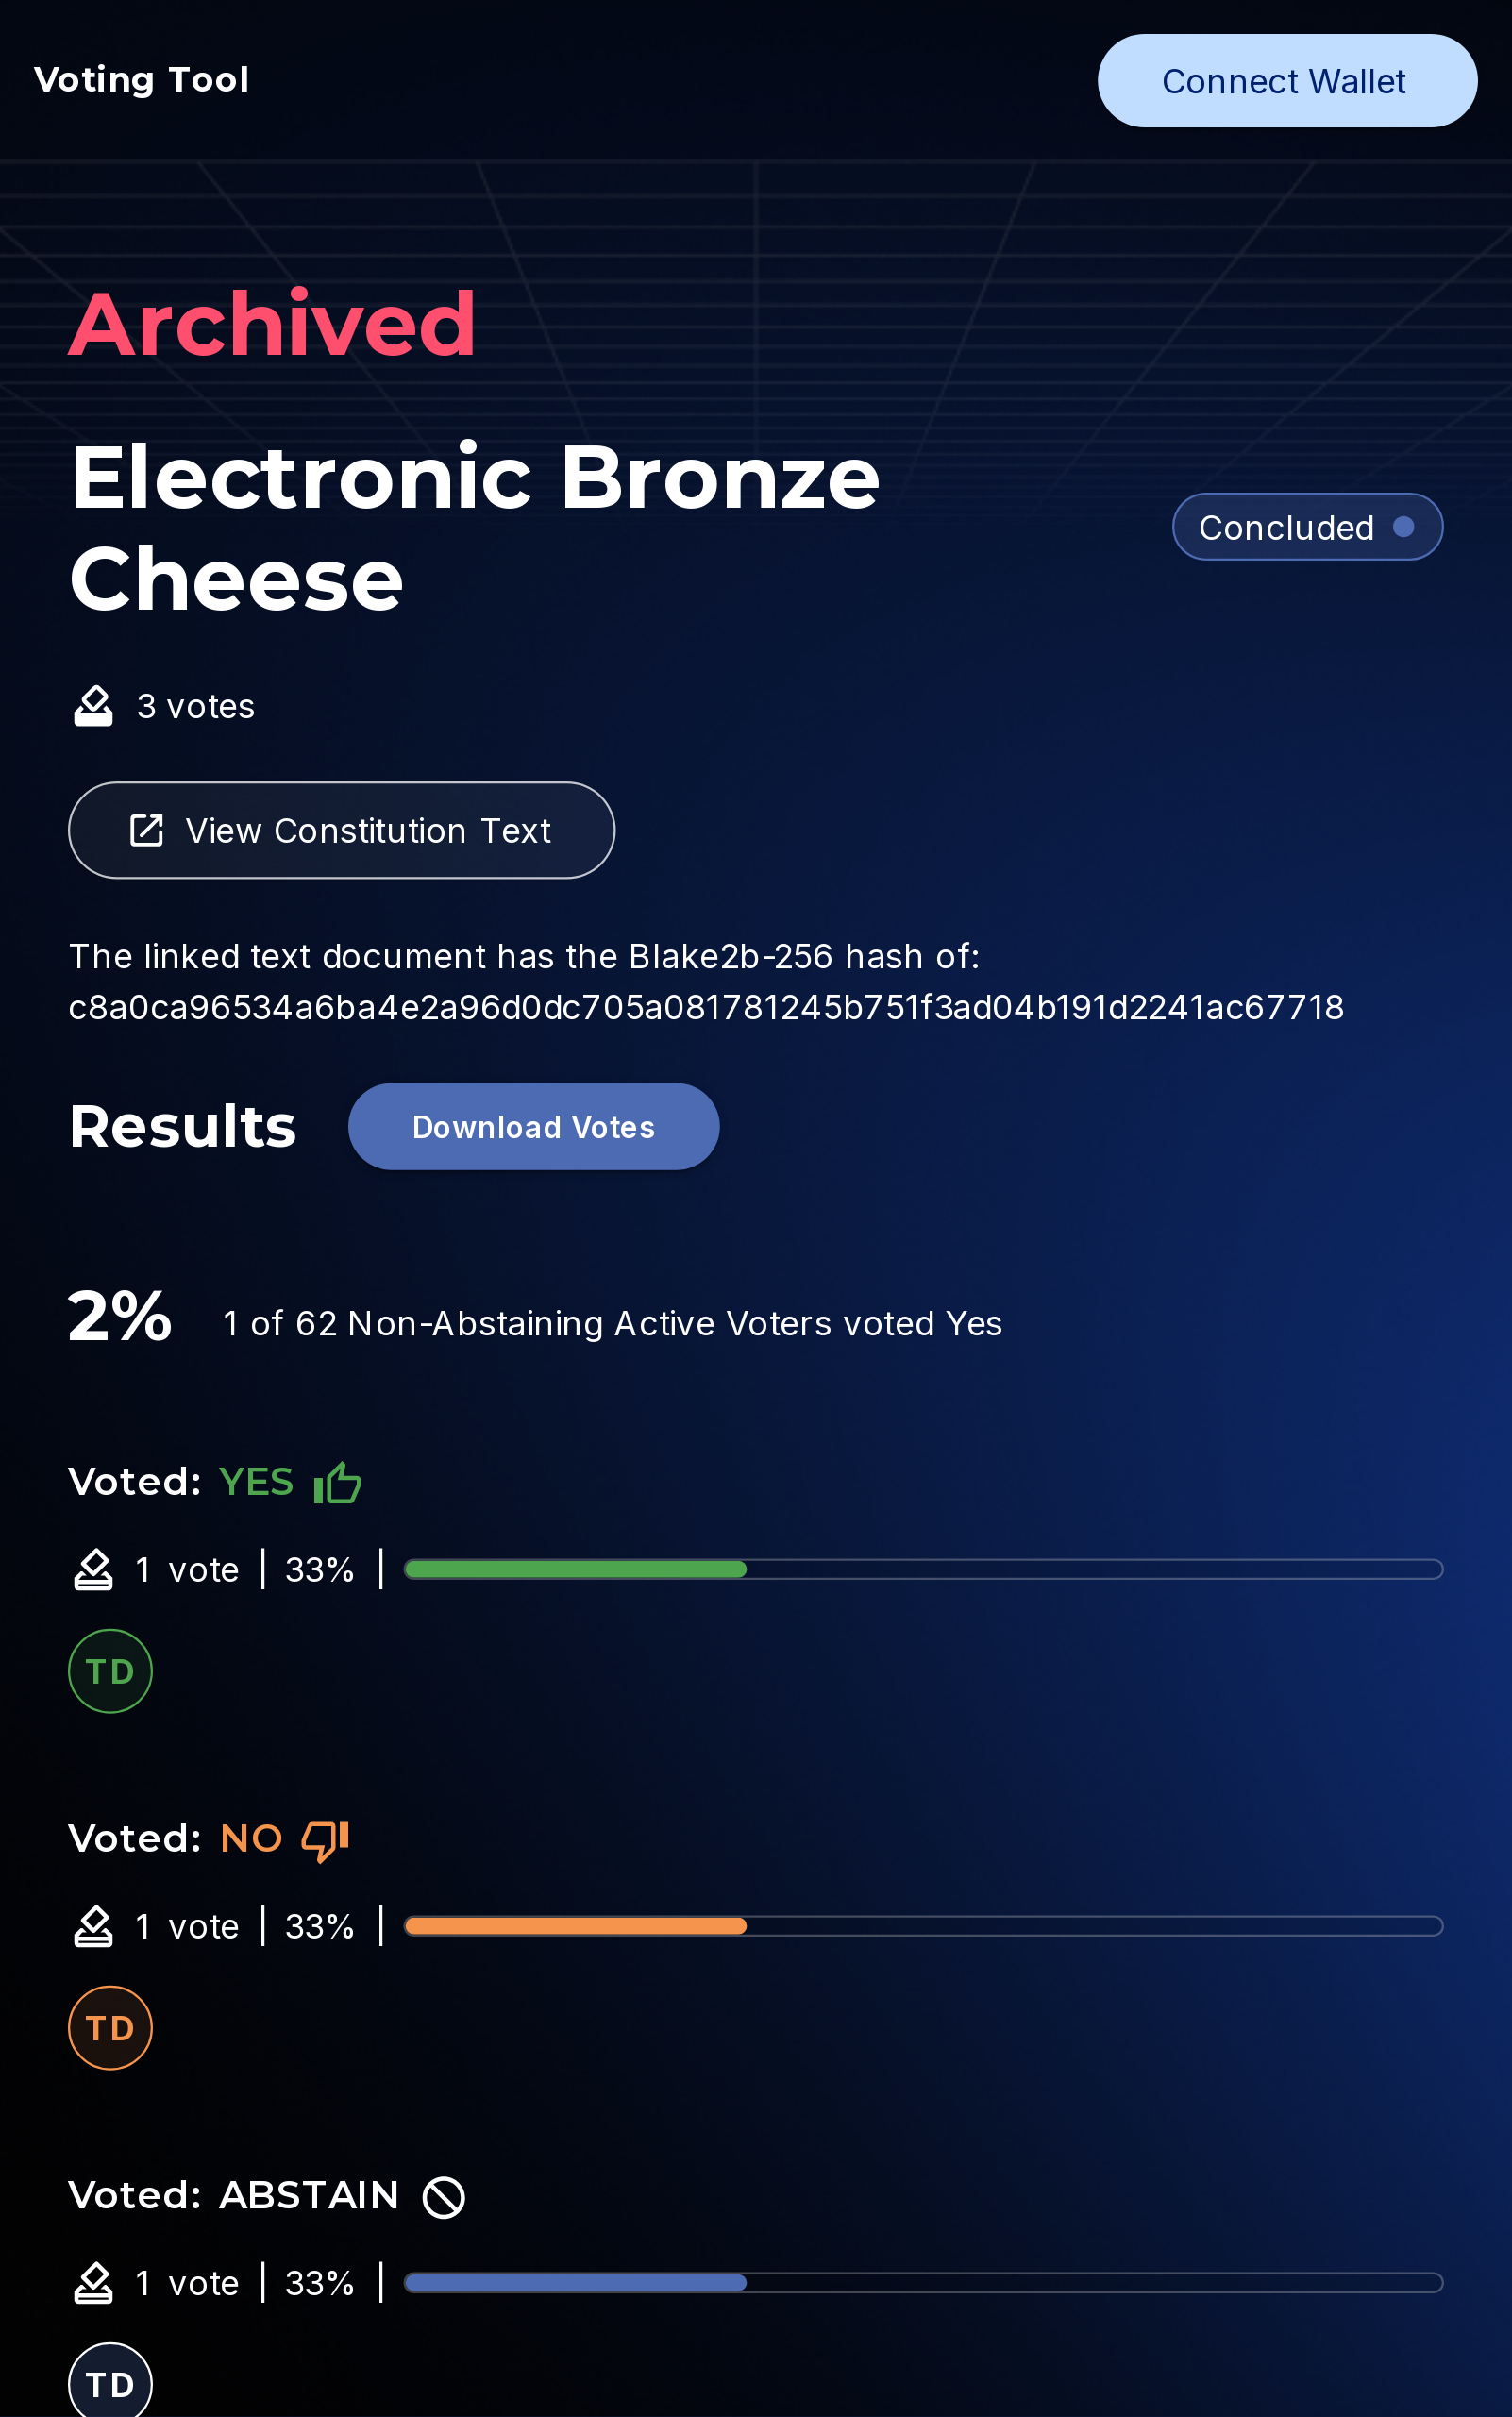 Voting Tool
Connect Wallet
Archived
Electronic Bronze
Cheese
Concluded
3 votes
View Constitution Text
The linked text document has the Blake2b-256 hash of:
c8a0ca96534a6ba4e2a96d0dc705a081781245b751f3ad04b191d2241ac67718
Results
Download Votes
2%
1 of 62 Non-Abstaining Active Voters voted Yes
Voted: YES
1 vote | 33% |
TD
Voted: NO
1 vote | 33% |
TD
Voted: ABSTAIN
1 vote | 33% |
TD